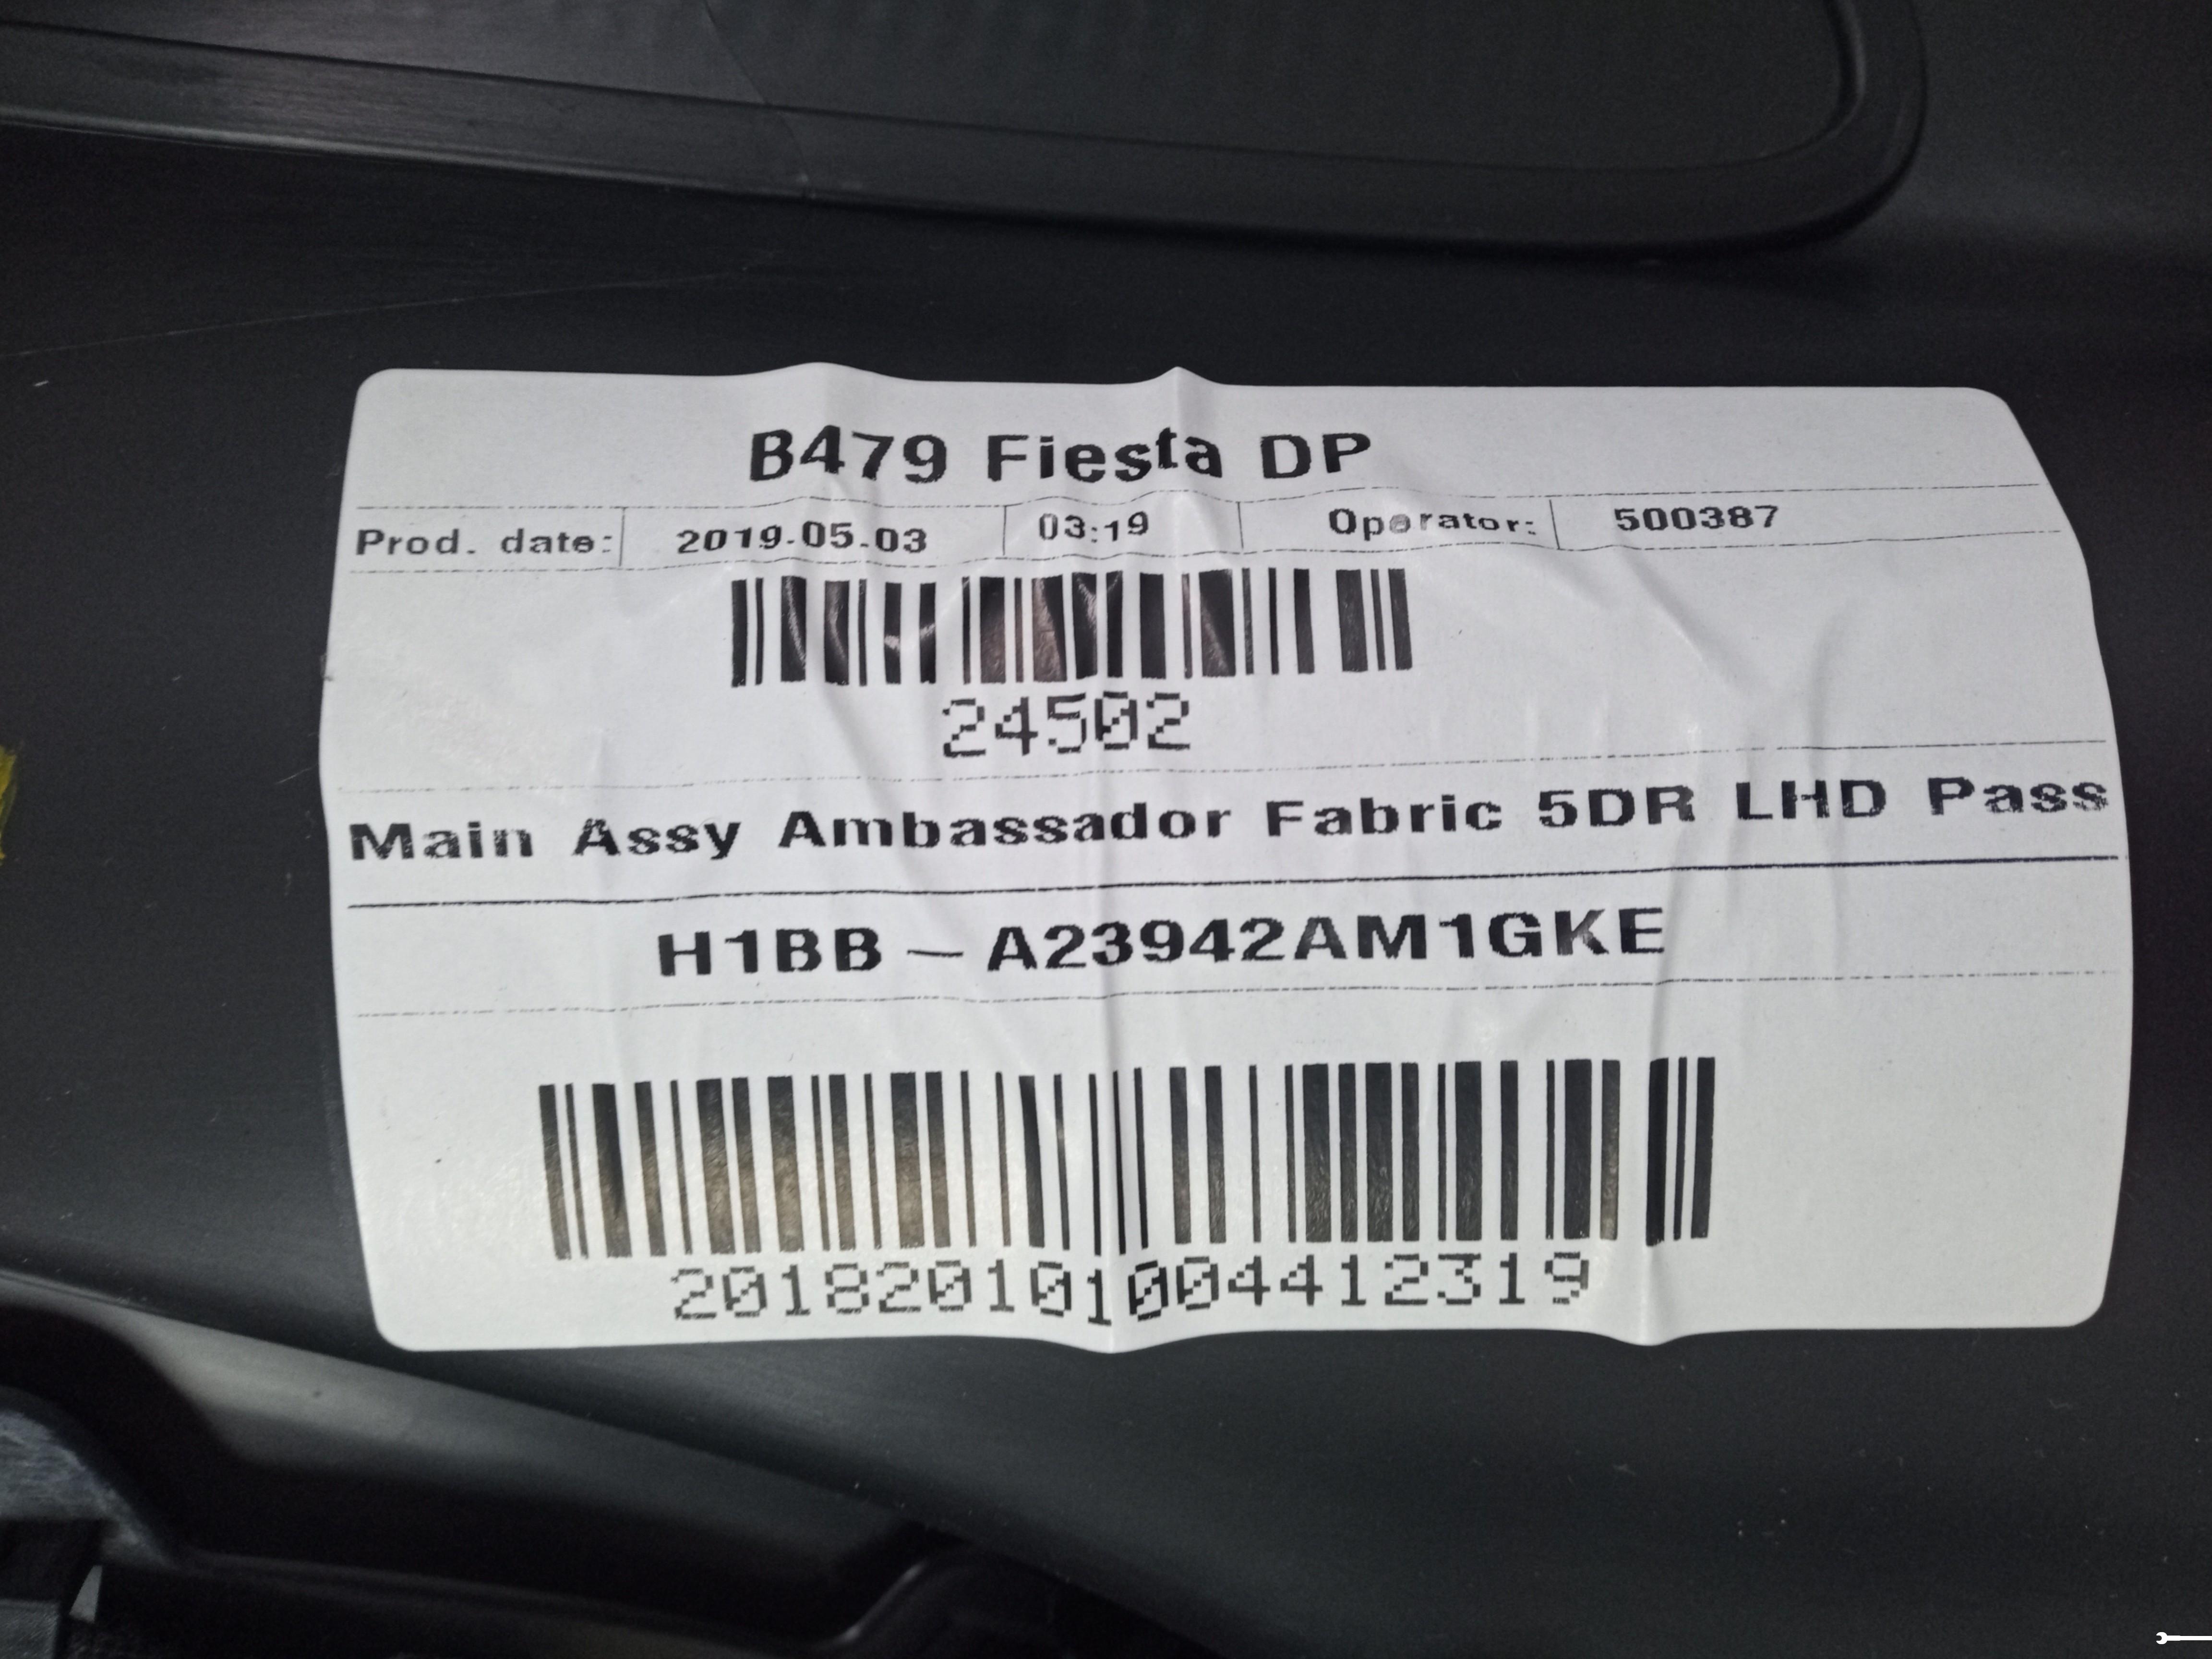 B479 Fiesta DP
Prod. date: 2019.05.03 03:19 Operator: 500387
24502
Main Assy Ambassador Fabric 5DR LHD Pass
H1BB - A23942AM1GKE
201820101004412319